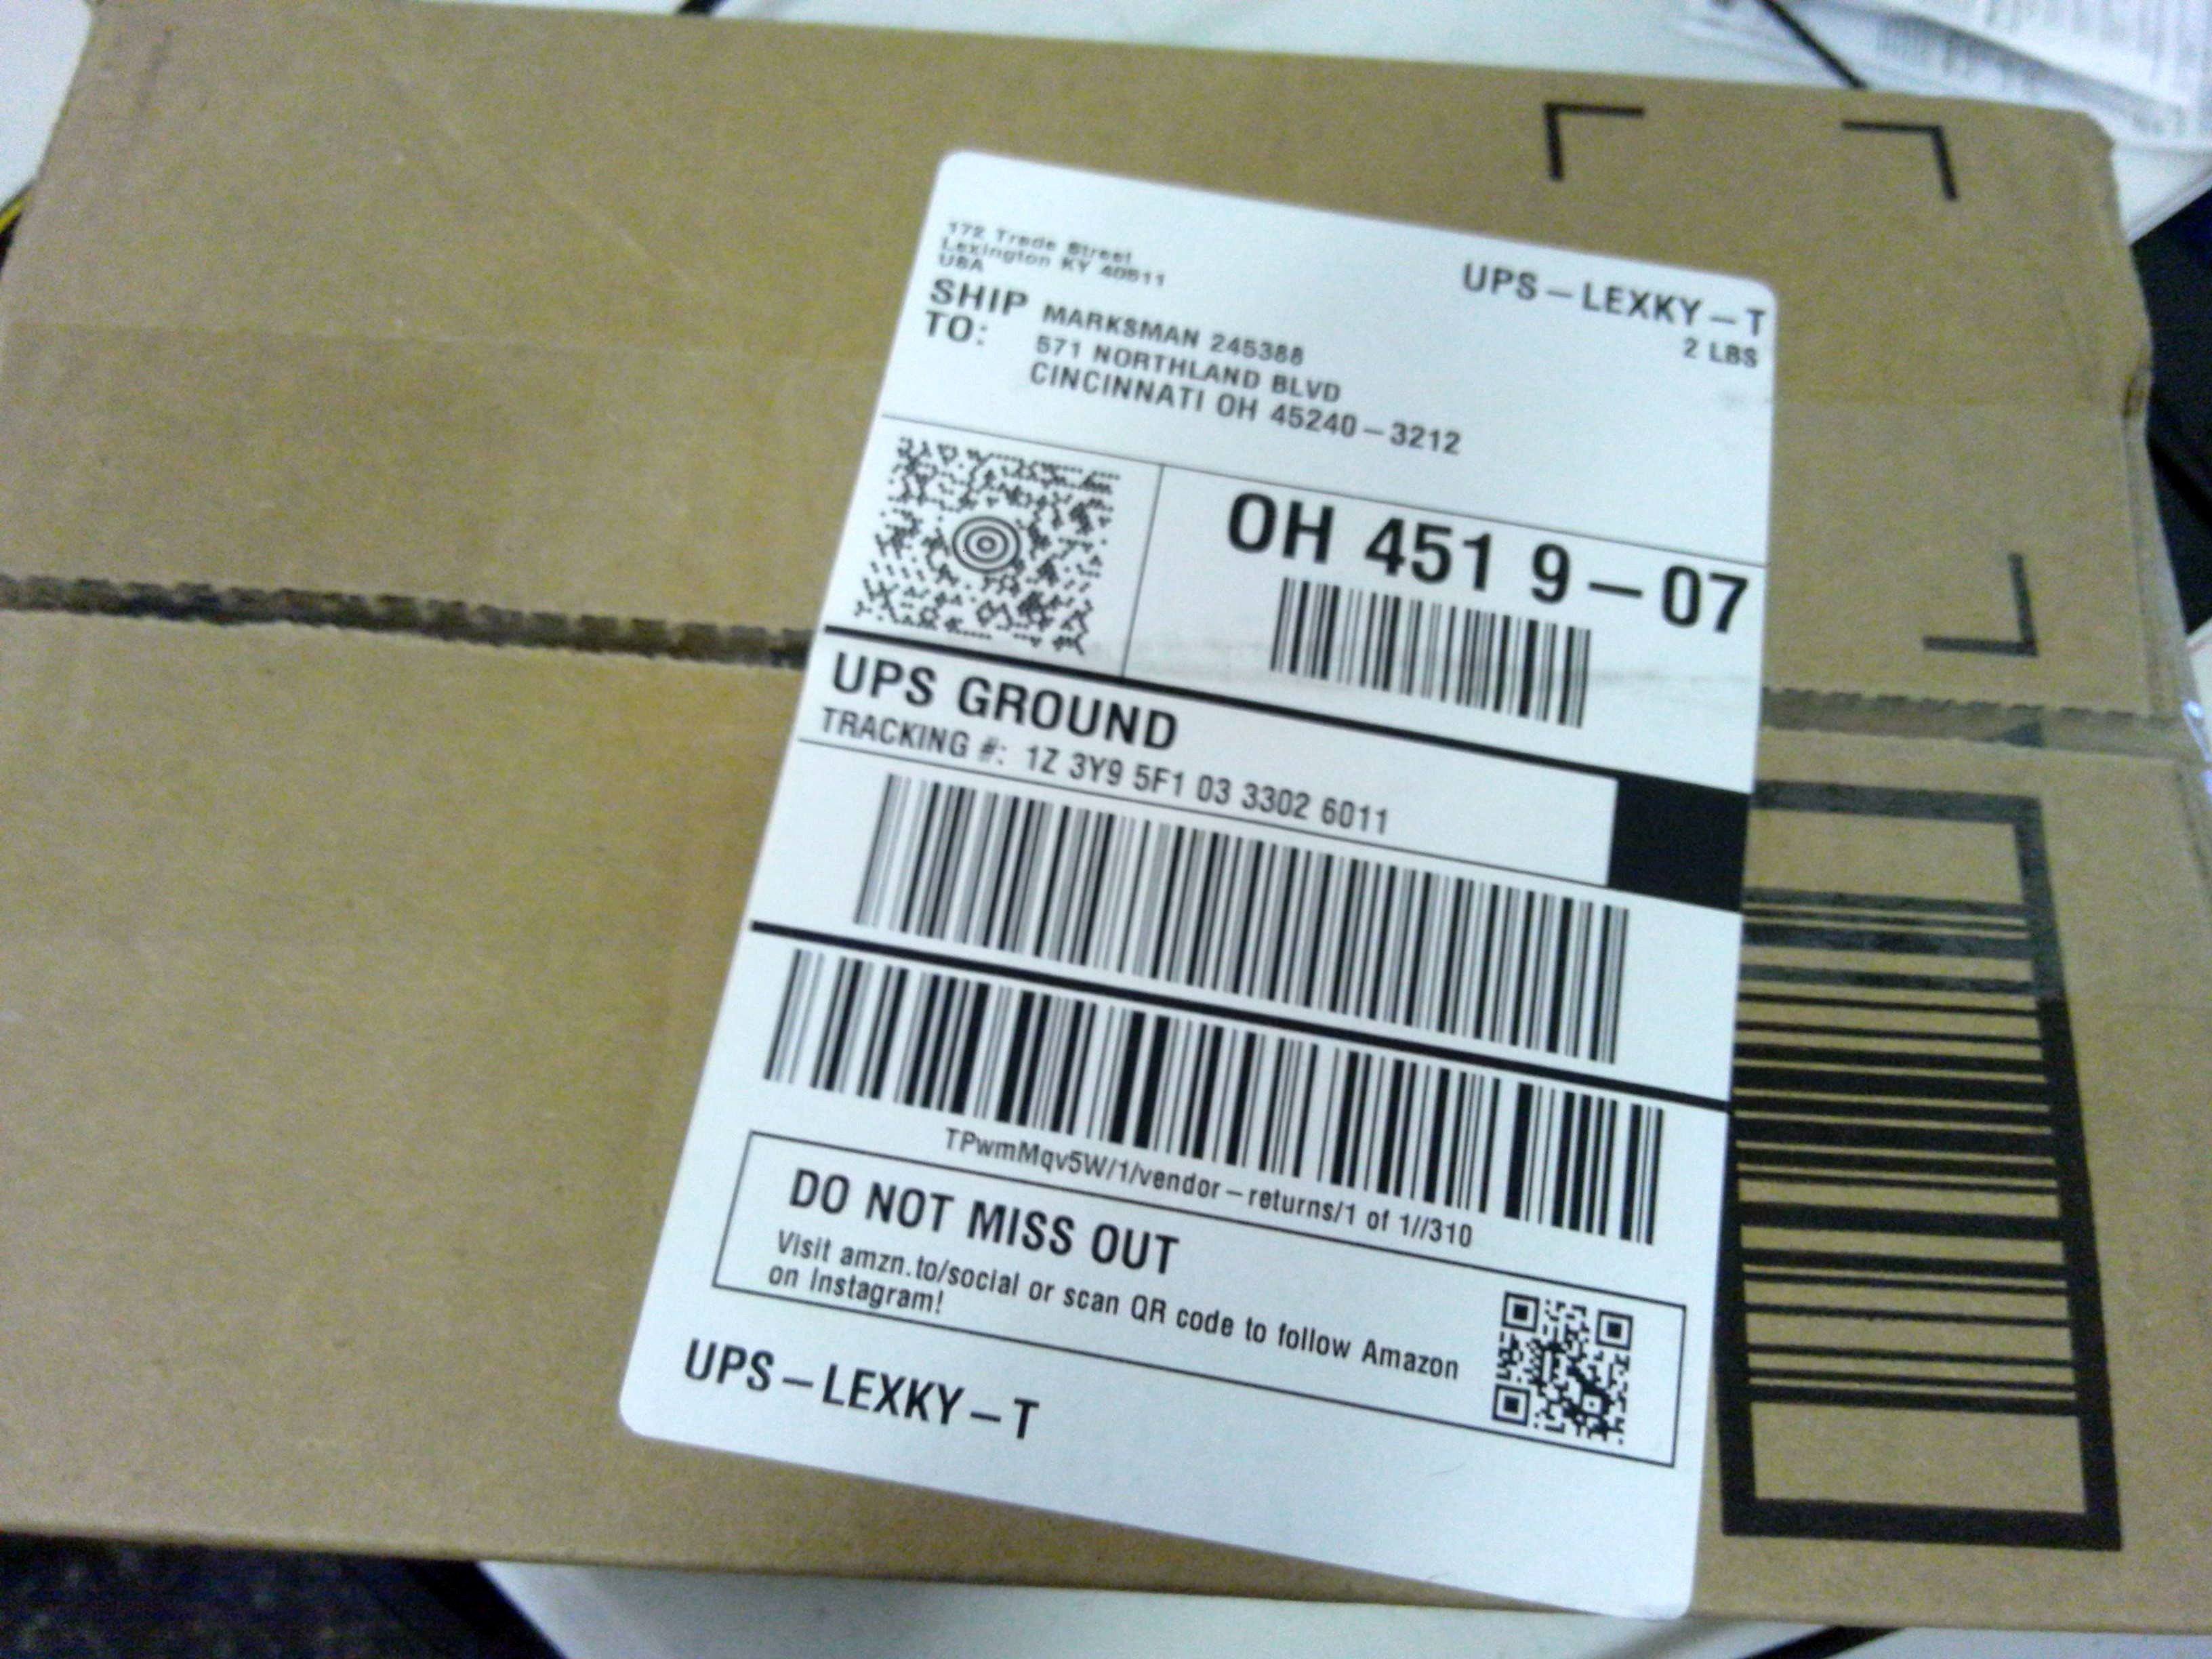 172 Trade Street
Lexington KY 40511
USA
UPS-LEXKY-T
2 LBS
SHIP TO:
MARKSMAN 245388
571 NORTHLAND BLVD
CINCINNATI OH 45240-3212
OH 451 9-07
UPS GROUND
TRACKING #: 1Z 3Y9 5F1 03 3302 6011
TPwmMqv5W/1/vendor-returns/1 of 1//310
DO NOT MISS OUT
Visit amzn.to/social or scan QR code to follow Amazon
on Instagram!
UPS-LEXKY-T